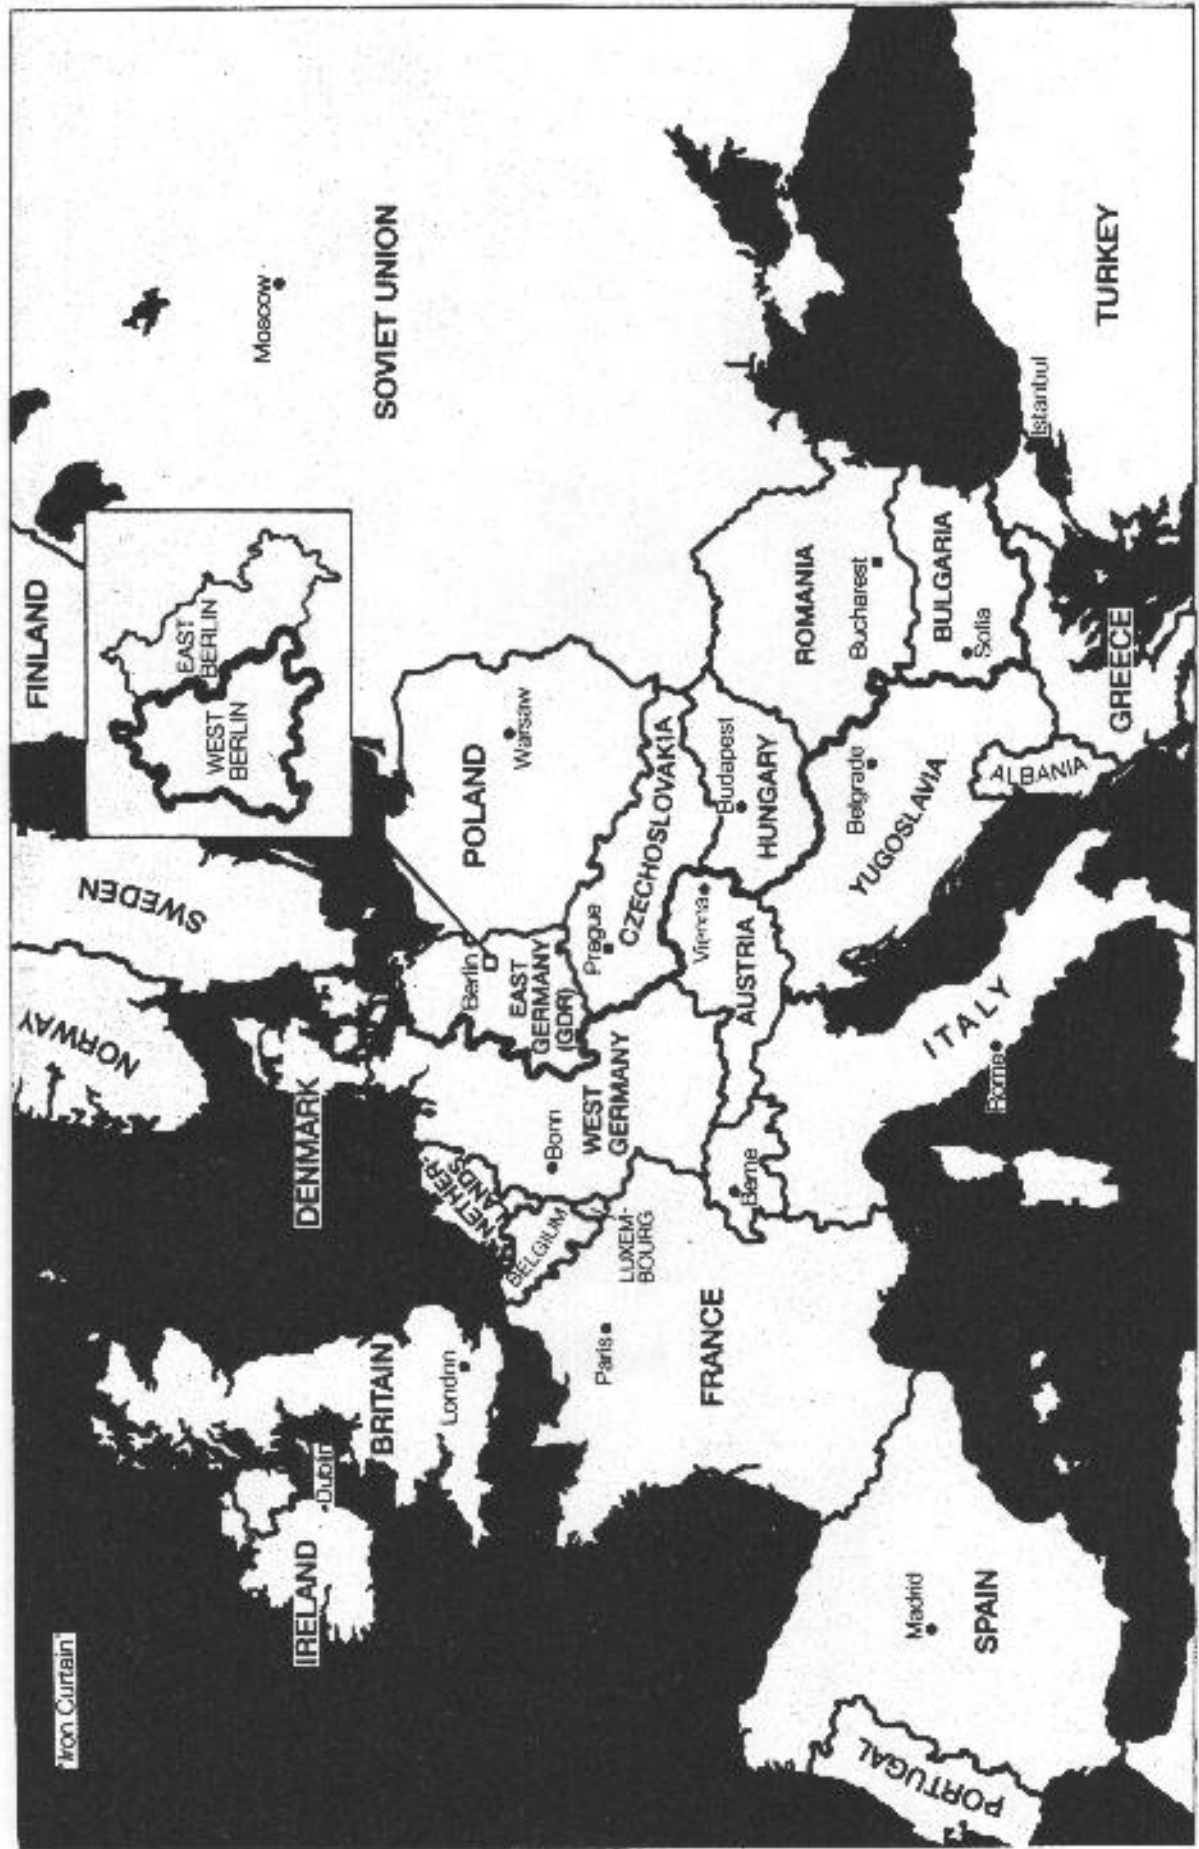 "Iron Curtain"
NORWAY
SWEDEN
FINLAND
WEST
BERLIN
EAST
BERLIN
Moscow
SOVIET UNION
DENMARK
IRELAND
Dublin
BRITAIN
London
NETHER-
LANDS
BELGIUM
LUXEM-
BOURG
Bonn
WEST
GERMANY
Berlin
EAST
GERMANY
(GDR)
POLAND
Warsaw
Prague
CZECHOSLOVAKIA
Paris
FRANCE
Berne
Vienna
AUSTRIA
Budapest
HUNGARY
ROMANIA
Bucharest
Belgrade
YUGOSLAVIA
BULGARIA
Sofia
ITALY
Rome
ALBANIA
GREECE
Istanbul
TURKEY
Madrid
SPAIN
PORTUGAL